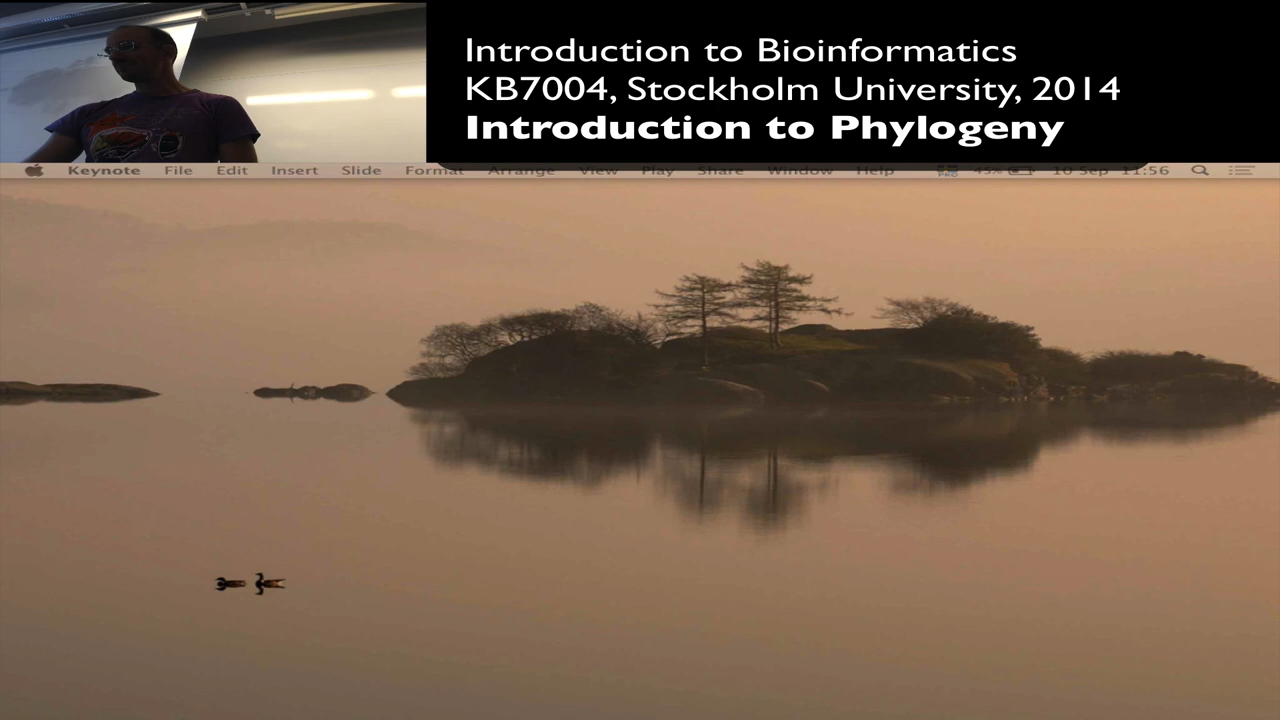 Introduction to Bioinformatics
KB7004, Stockholm University, 2014
Introduction to Phylogeny
Keynote File Edit Insert Slide Format Arrange View Play Share Window Help 43% 10 Sep 11:56